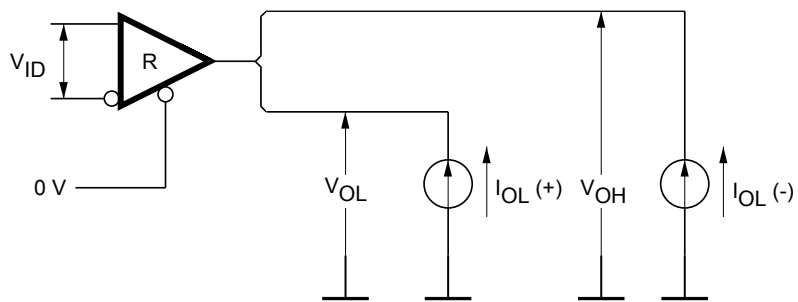 R
VID
0 V
VOL
IOL (+)
VOH
IOL (-)